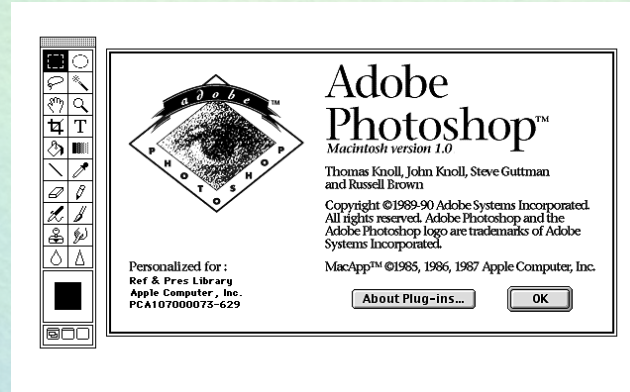 adobe™
PHOTOSHOP
Adobe
Photoshop™
Macintosh version 1.0
Thomas Knoll, John Knoll, Steve Guttman
and Russell Brown
Copyright ©1989-90 Adobe Systems Incorporated.
All rights reserved. Adobe Photoshop and the
Adobe Photoshop logo are trademarks of Adobe
Systems Incorporated.
MacApp™ ©1985, 1986, 1987 Apple Computer, Inc.
Personalized for :
Ref & Pres Library
Apple Computer, Inc.
PCA107000073-629
About Plug-ins...
OK
T